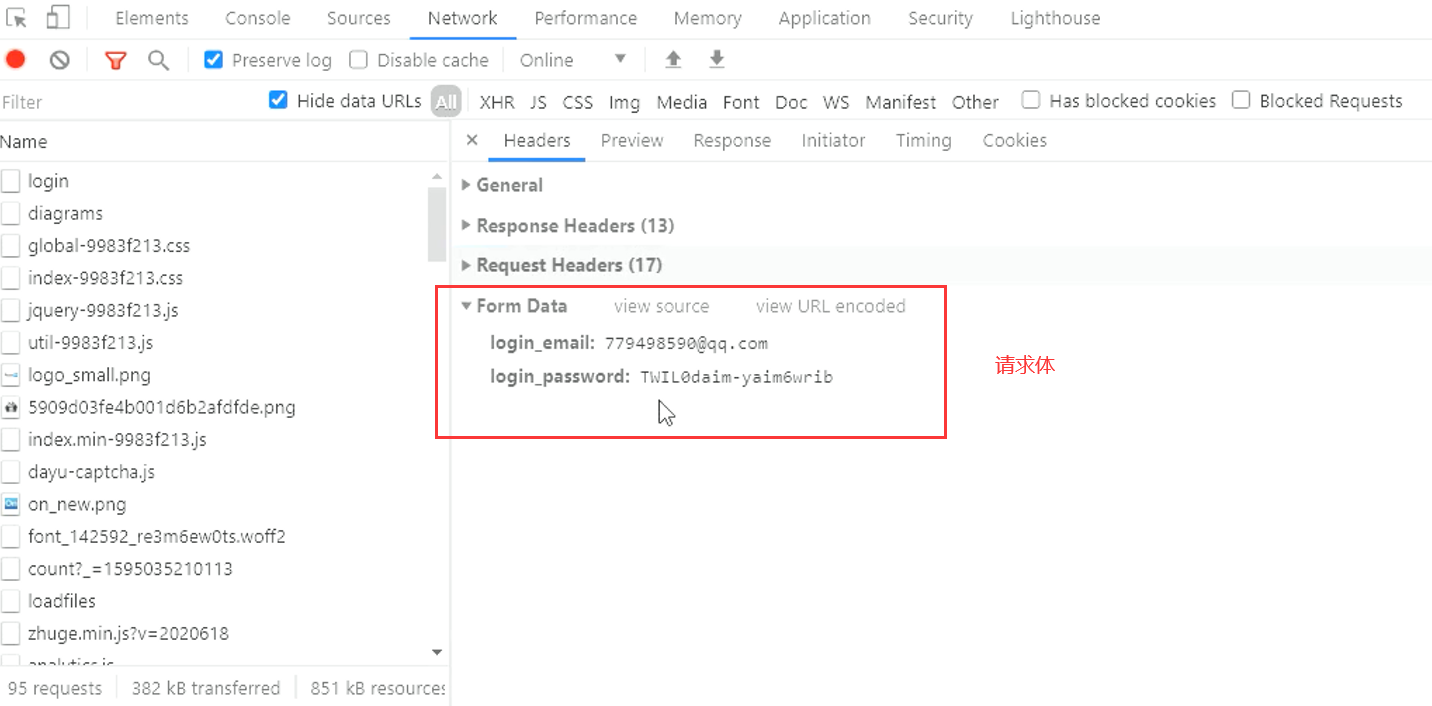 Elements Console Sources Network Performance Memory Application Security Lighthouse
Preserve log Disable cache Online
Filter Hide data URLs All XHR JS CSS Img Media Font Doc WS Manifest Other Has blocked cookies Blocked Requests
Name
Headers Preview Response Initiator Timing Cookies
login
diagrams
global-9983f213.css
index-9983f213.css
jquery-9983f213.js
util-9983f213.js
logo_small.png
5909d03fe4b001d6b2afdfde.png
index.min-9983f213.js
dayu-captcha.js
on_new.png
font_142592_re3m6ew0ts.woff2
count?_=1595035210113
loadfiles
zhuge.min.js?v=2020618
analytics.js
95 requests 382 kB transferred 851 kB resources
General
Response Headers (13)
Request Headers (17)
Form Data view source view URL encoded
login_email: 779498590@qq.com
login_password: TWIL0daim-yaim6wrib
请求体